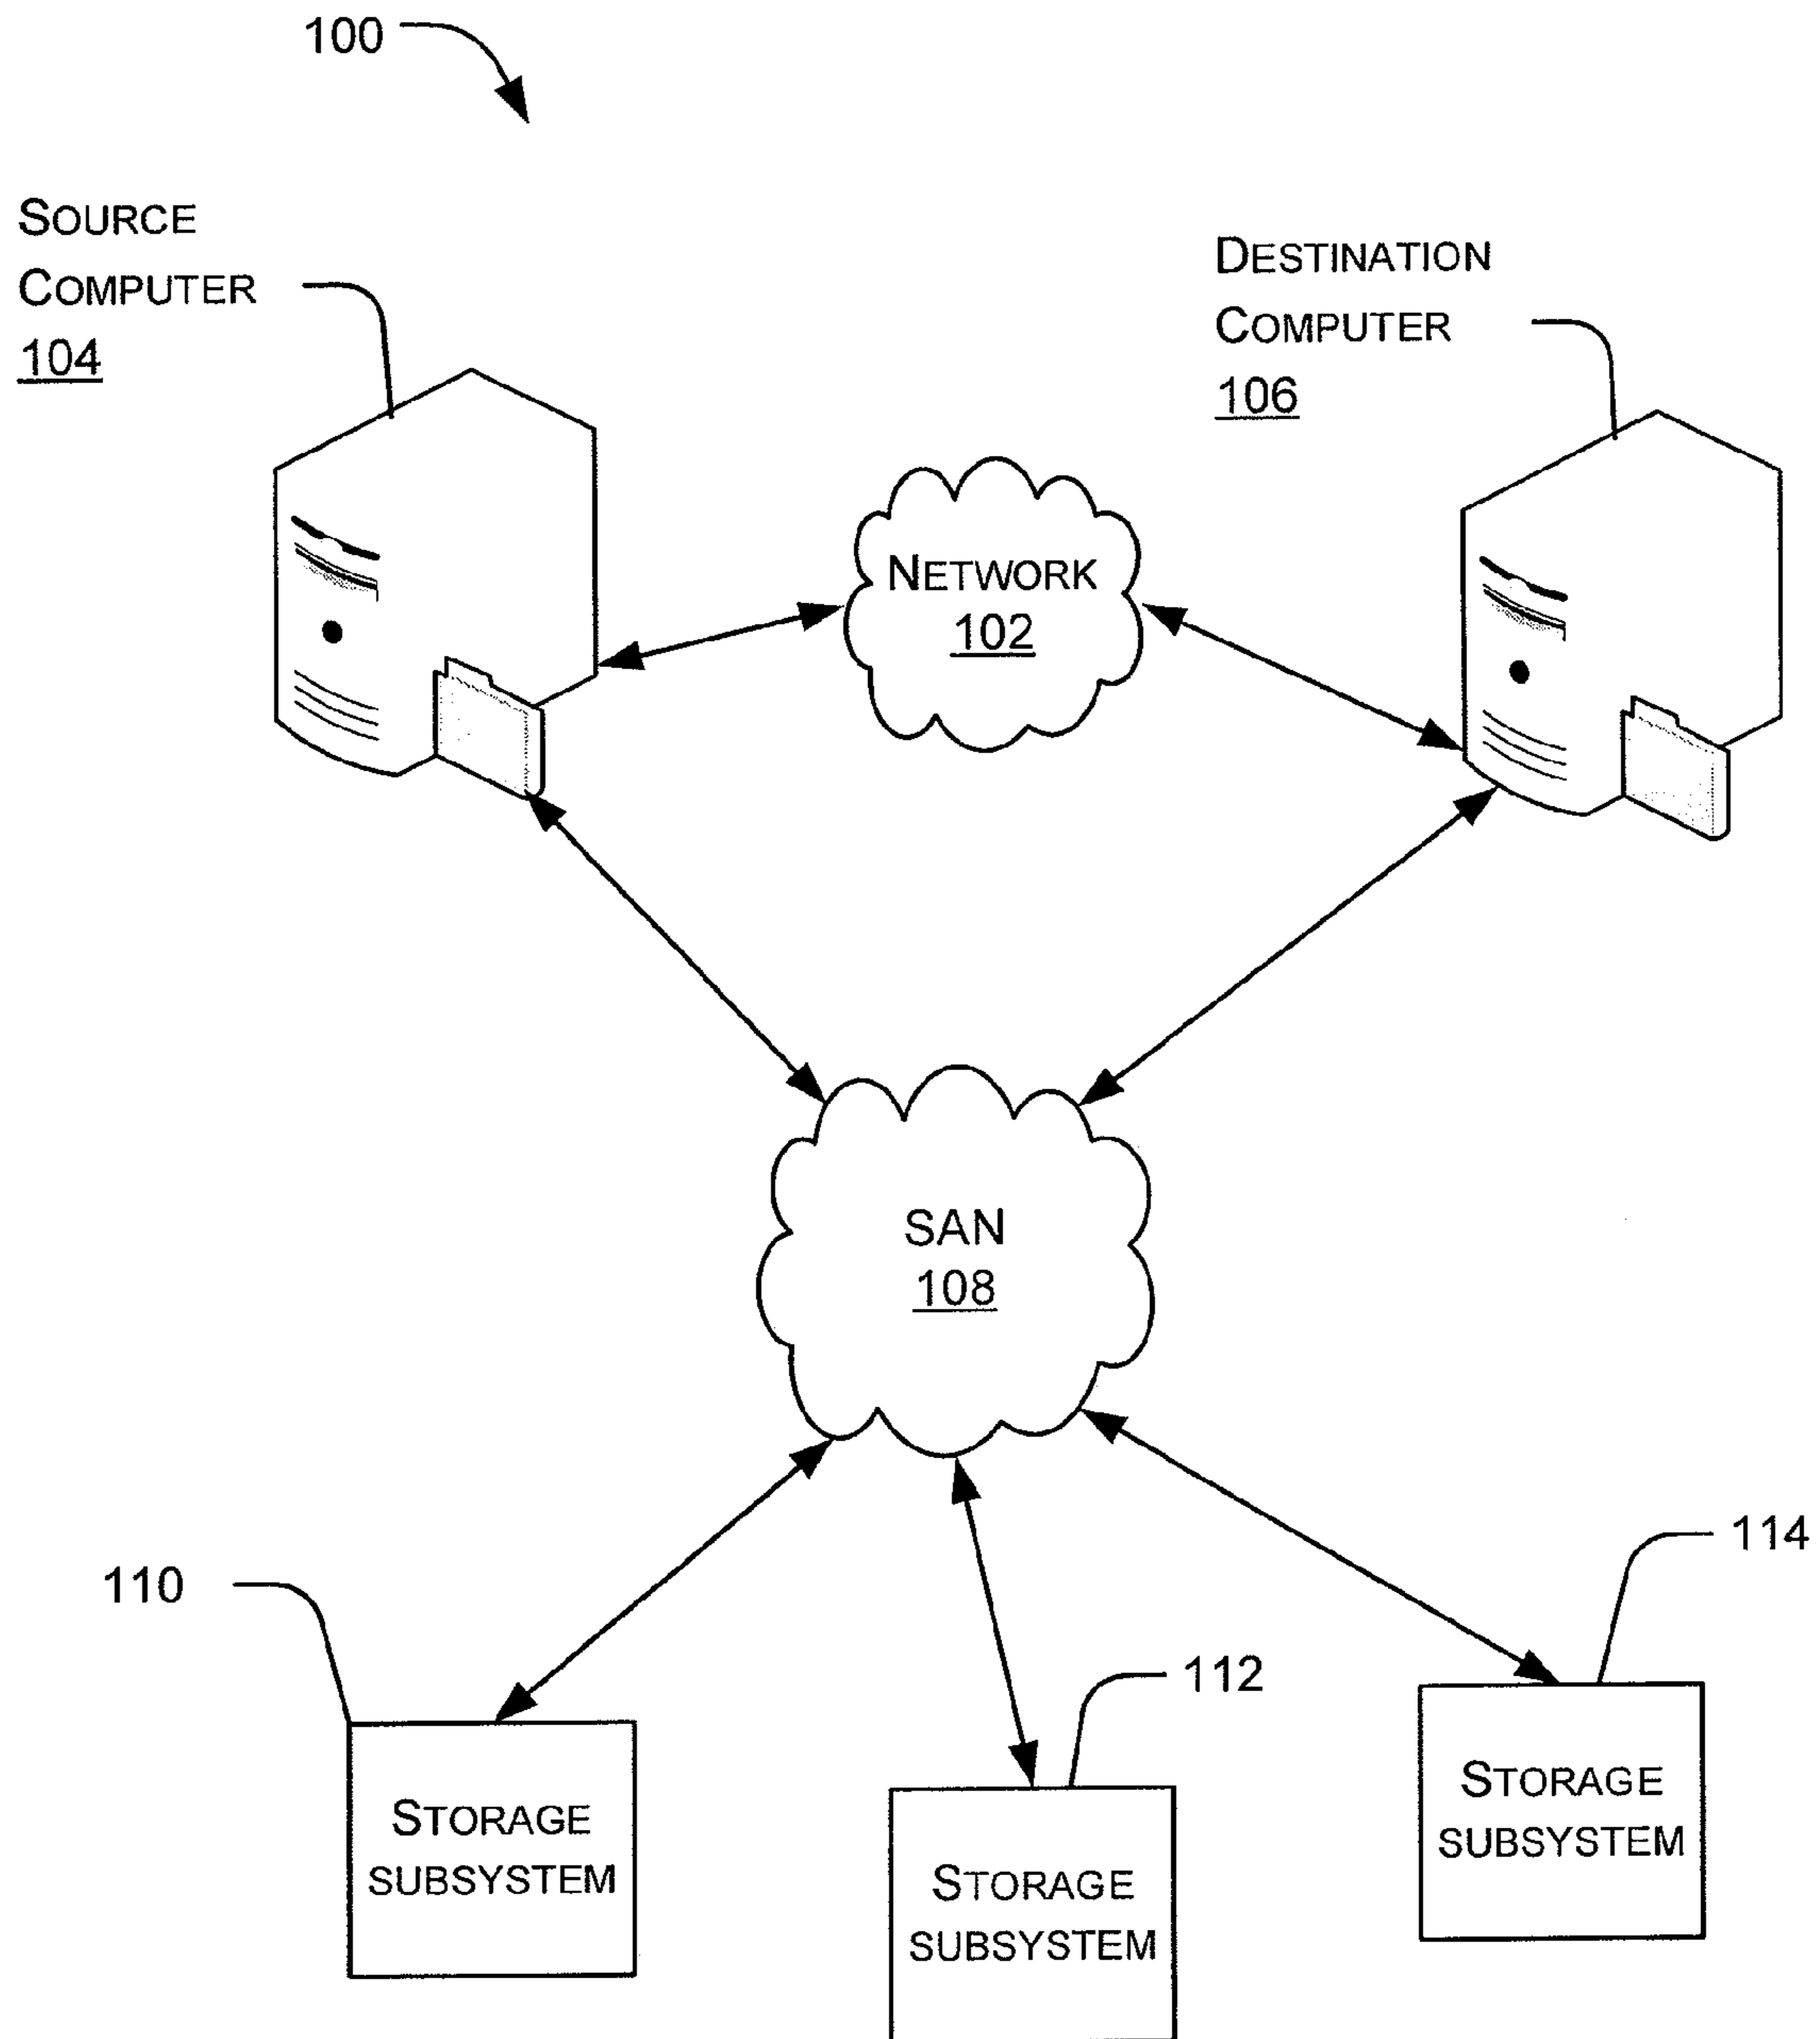 100
SOURCE
COMPUTER
104
DESTINATION
COMPUTER
106
NETWORK
102
SAN
108
110
STORAGE
SUBSYSTEM
112
STORAGE
SUBSYSTEM
114
STORAGE
SUBSYSTEM